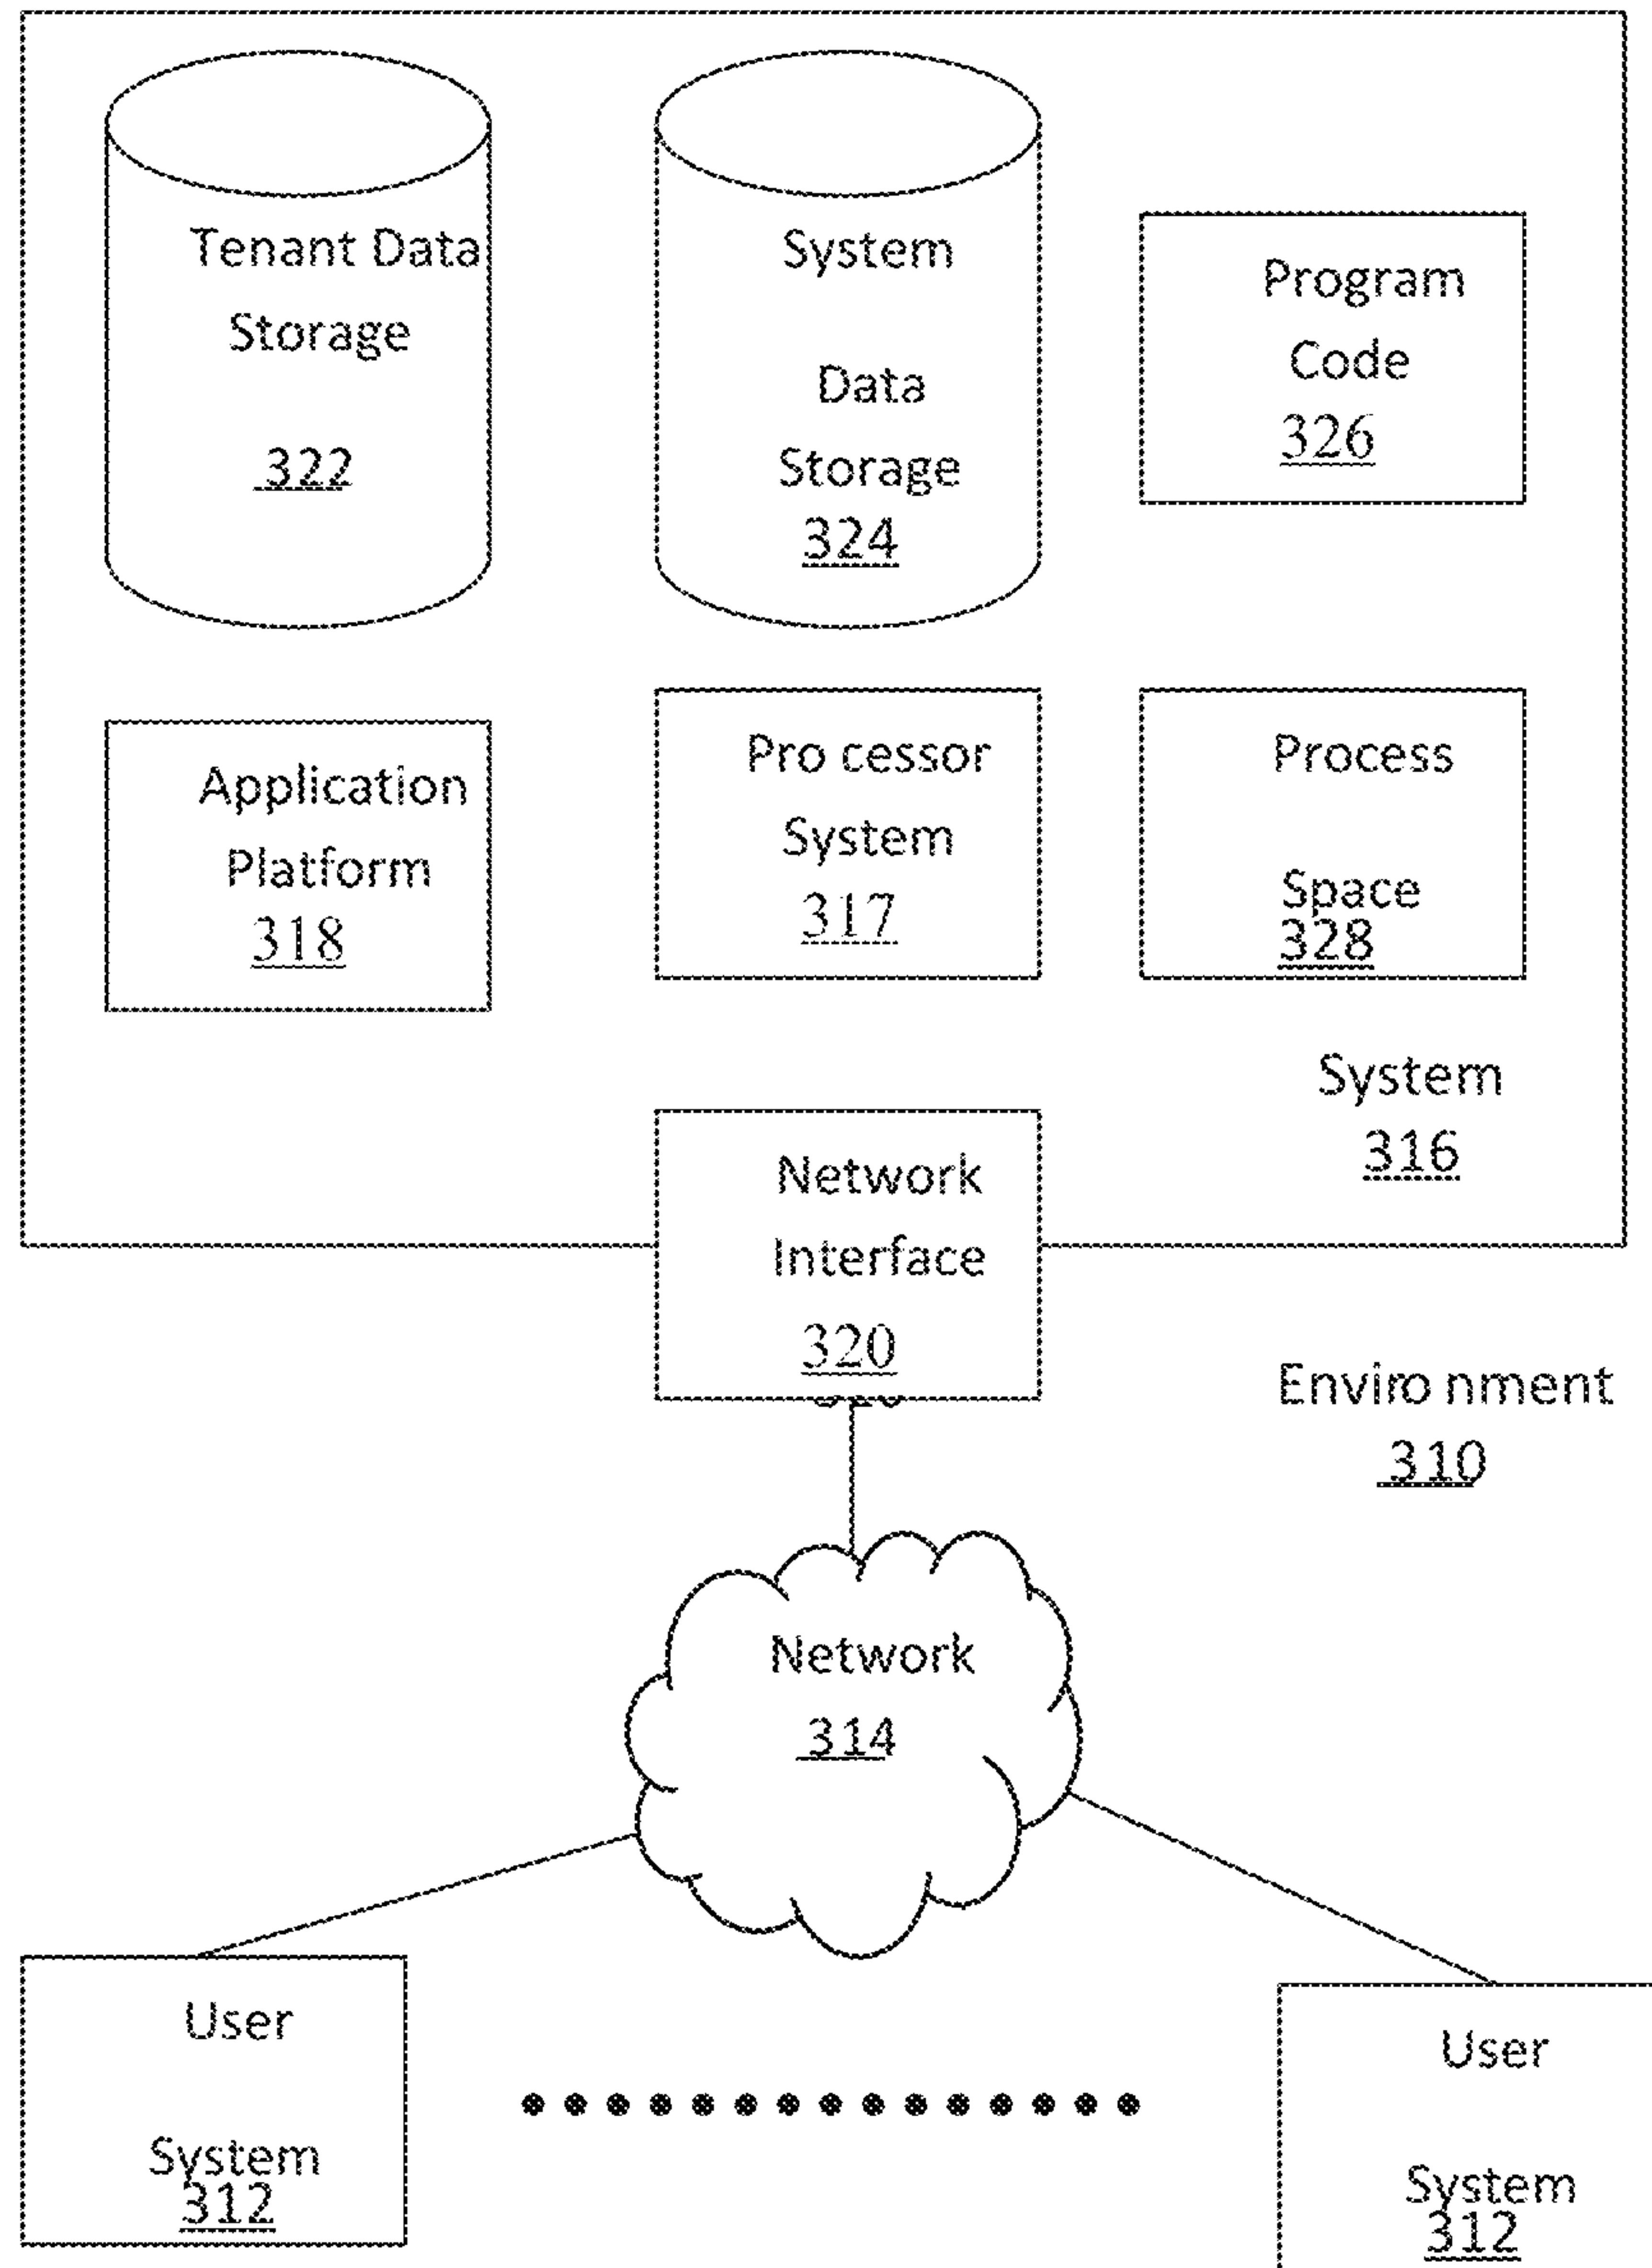 Tenant Data
Storage
322
System
Data
Storage
324
Program
Code
326
Application
Platform
318
Pro cessor
System
317
Process
Space
328
System
316
Network
Interface
320
Enviro nment
310
Network
314
User
System
312
User
System
312